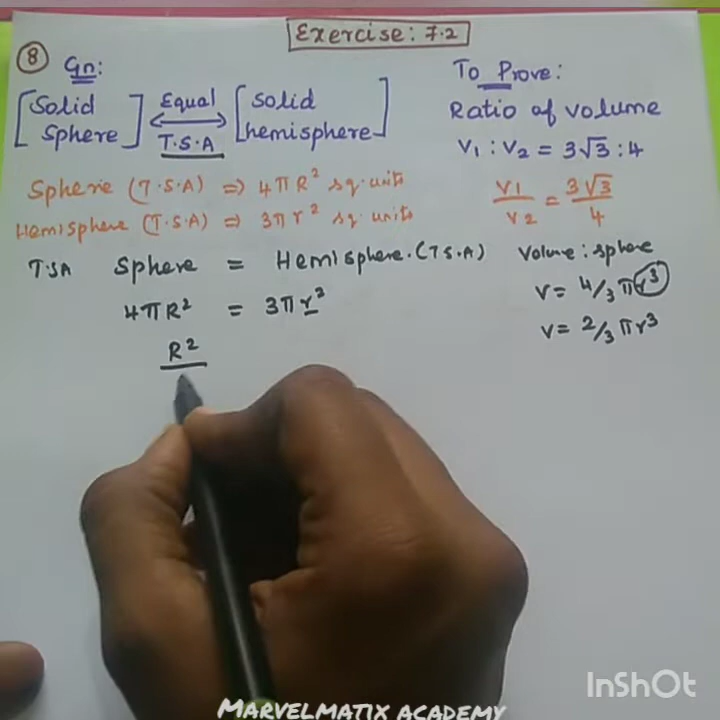 Exercise: 7.2
8 Gn:
[Solid Sphere] Equal T.S.A [Solid hemisphere]
To Prove:
Ratio of volume
V1 : V2 = 3√3 : 4
Sphere (T.S.A) ⇒ 4πR² sq.units
Hemisphere (T.S.A) ⇒ 3πr² sq units
V1/V2 = 3√3/4
T.S.A Sphere = Hemisphere.(T.S.A)
4πR² = 3πr²
R²
Volume: sphere
V = 4/3 πr³
V = 2/3 πr³
InShOt
MARVELMATIX ACADEMY